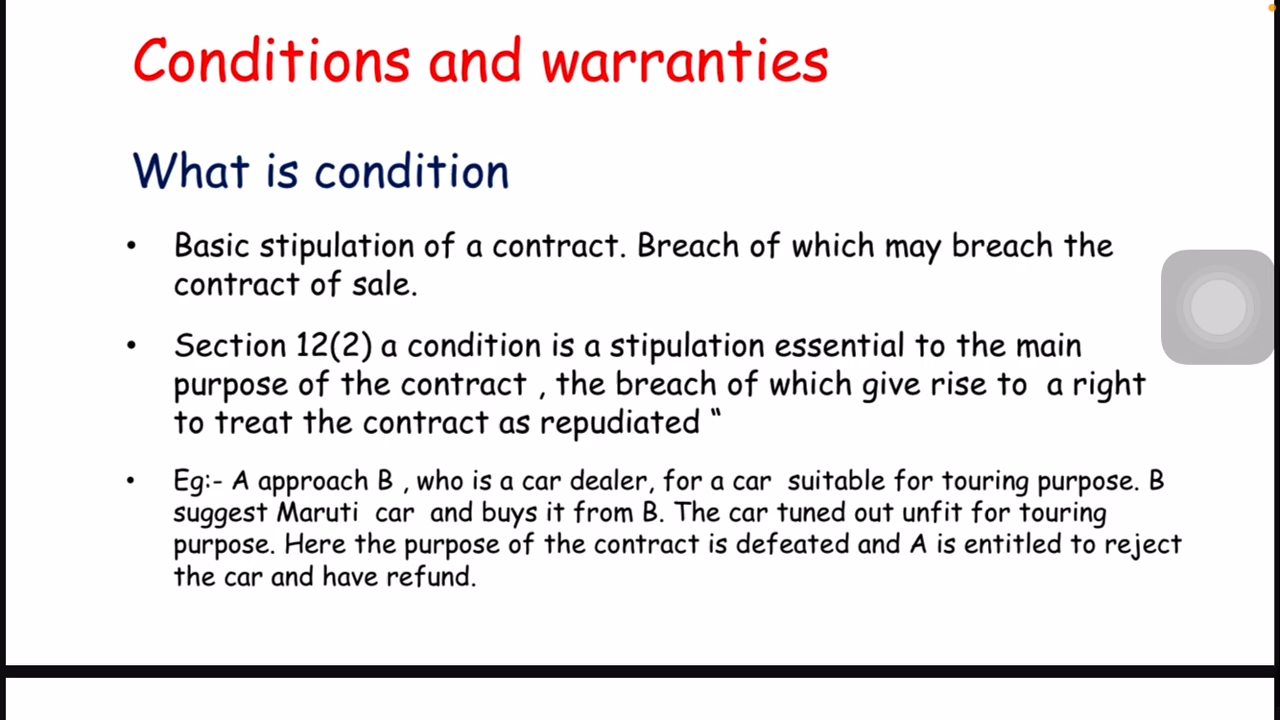 Conditions and warranties
What is condition
• Basic stipulation of a contract. Breach of which may breach the
contract of sale.
• Section 12(2) a condition is a stipulation essential to the main
purpose of the contract , the breach of which give rise to a right
to treat the contract as repudiated “
• Eg:- A approach B , who is a car dealer, for a car suitable for touring purpose. B
suggest Maruti car and buys it from B. The car tuned out unfit for touring
purpose. Here the purpose of the contract is defeated and A is entitled to reject
the car and have refund.